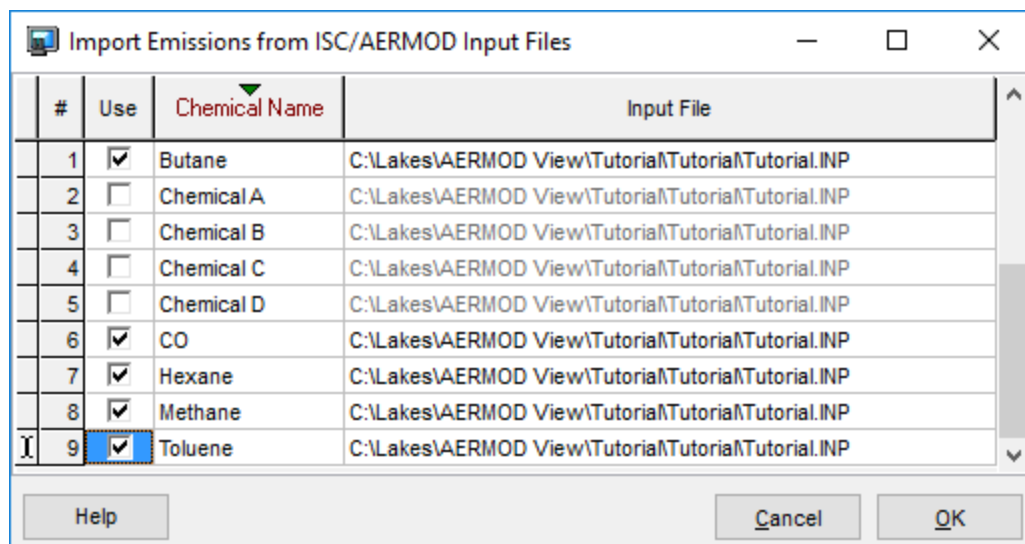 Import Emissions from ISC/AERMOD Input Files
# Use Chemical Name Input File
1 Butane C:\Lakes\AERMOD View\Tutorial\Tutorial\Tutorial.INP
2 Chemical A C:\Lakes\AERMOD View\Tutorial\Tutorial\Tutorial.INP
3 Chemical B C:\Lakes\AERMOD View\Tutorial\Tutorial\Tutorial.INP
4 Chemical C C:\Lakes\AERMOD View\Tutorial\Tutorial\Tutorial.INP
5 Chemical D C:\Lakes\AERMOD View\Tutorial\Tutorial\Tutorial.INP
6 CO C:\Lakes\AERMOD View\Tutorial\Tutorial\Tutorial.INP
7 Hexane C:\Lakes\AERMOD View\Tutorial\Tutorial\Tutorial.INP
8 Methane C:\Lakes\AERMOD View\Tutorial\Tutorial\Tutorial.INP
9 Toluene C:\Lakes\AERMOD View\Tutorial\Tutorial\Tutorial.INP
Help Cancel OK